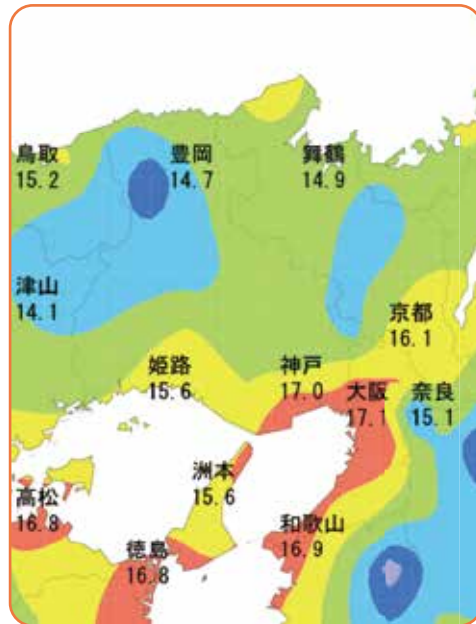 鳥取
15.2
豊岡
14.7
舞鶴
14.9
津山
14.1
京都
16.1
姫路
15.6
神戸
17.0
大阪
17.1
奈良
15.1
洲本
15.6
高松
16.8
徳島
16.8
和歌山
16.9